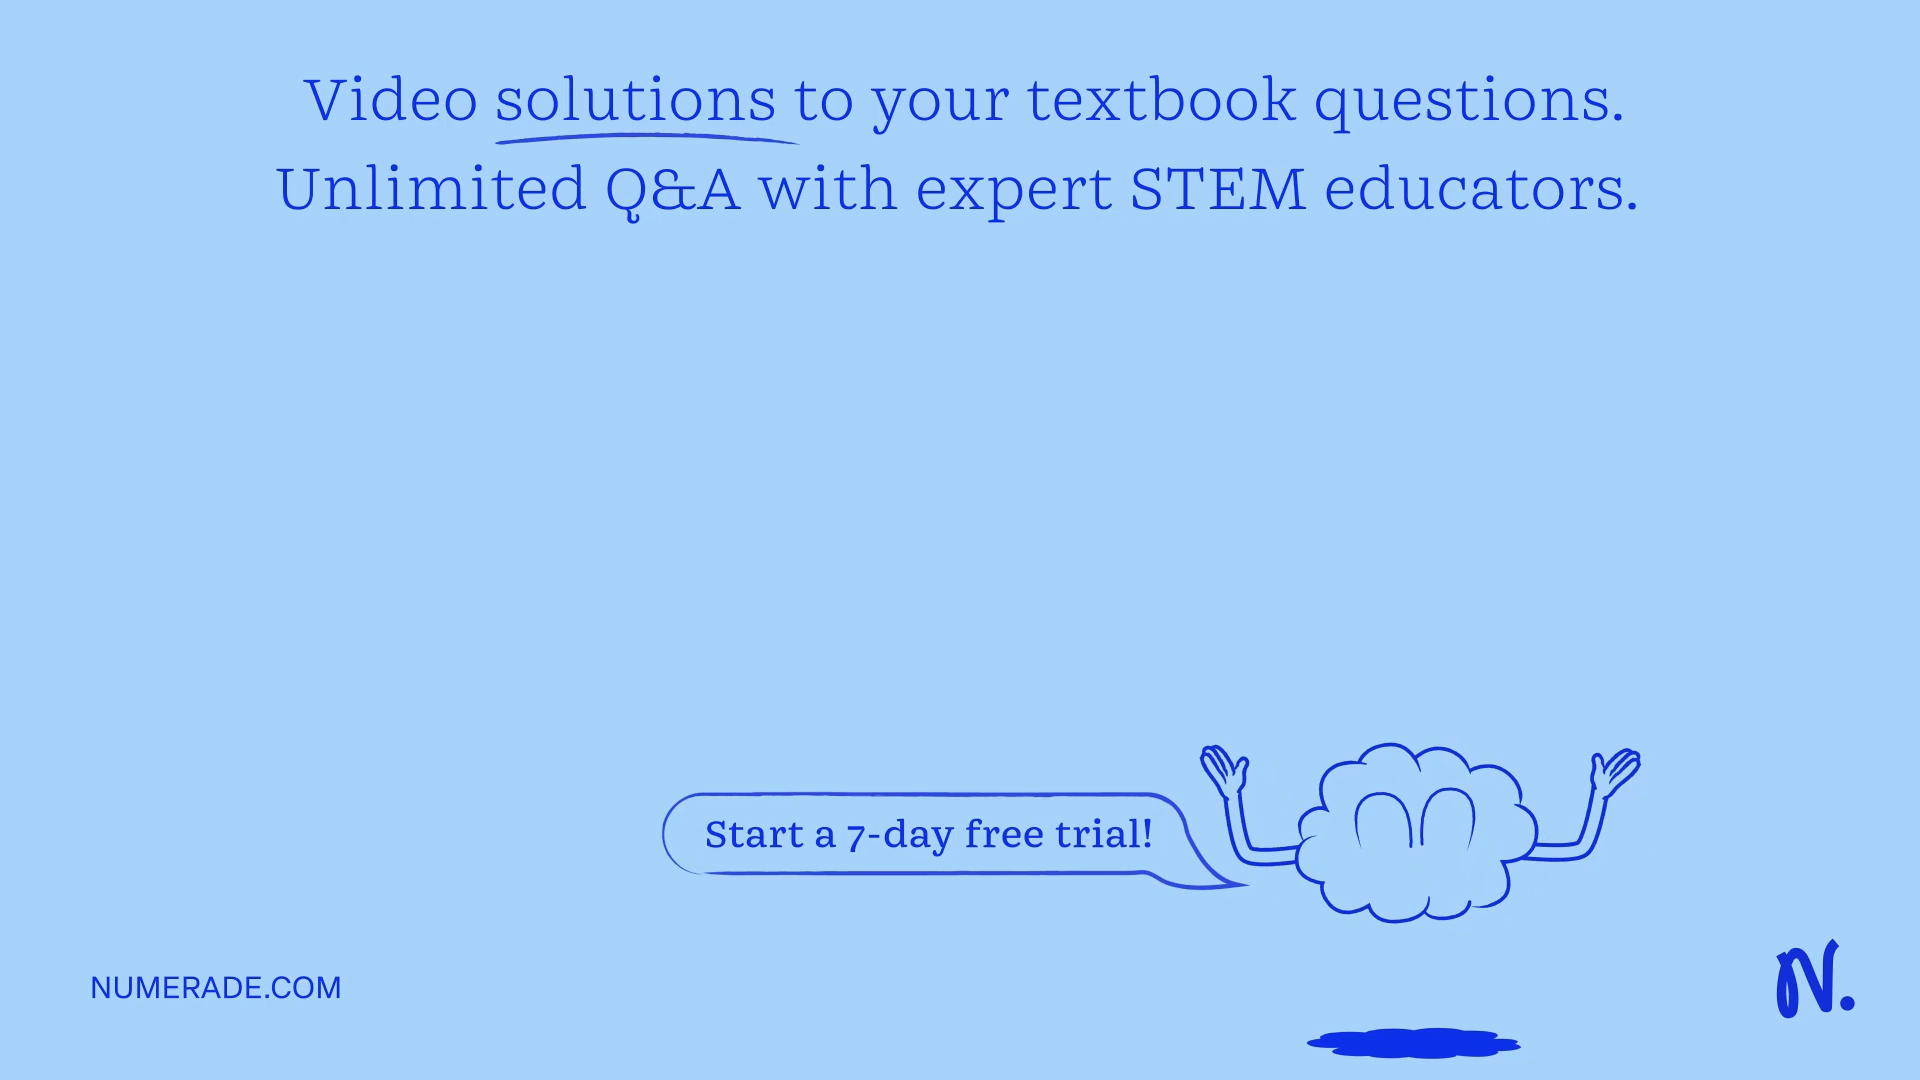 Video solutions to your textbook questions.
Unlimited Q&A with expert STEM educators.
Start a 7-day free trial!
NUMERADE.COM
N.